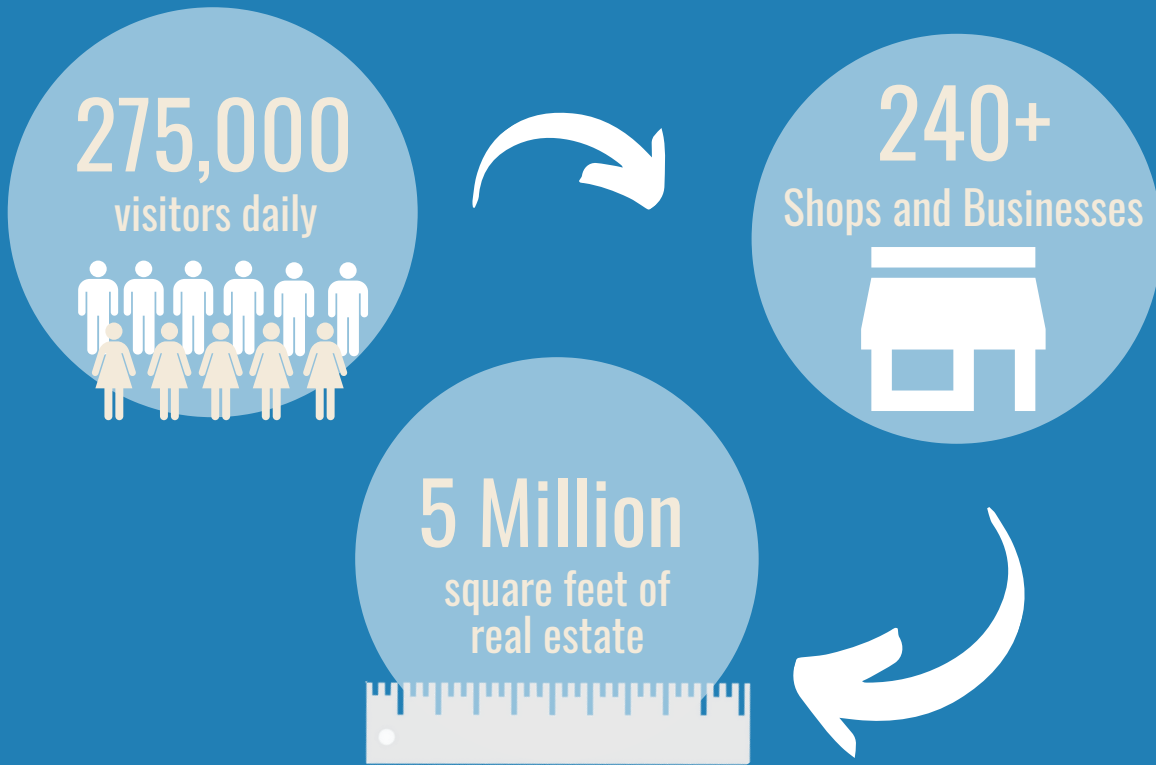 275,000
visitors daily
240+
Shops and Businesses
5 Million
square feet of
real estate